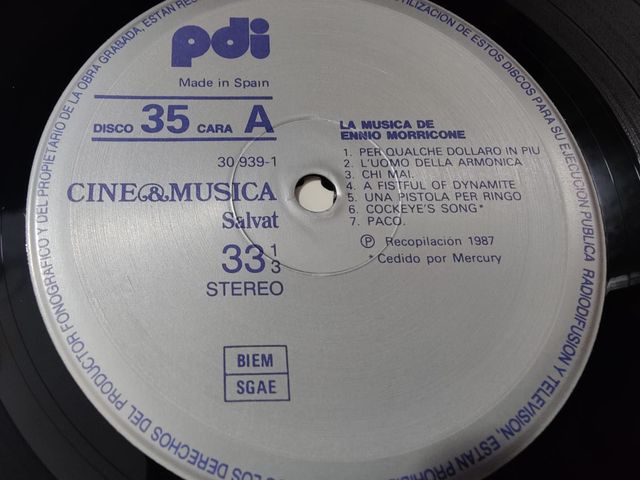 pdi
Made in Spain
DISCO 35 CARA A
30 939-1
CINE & MUSICA
Salvat
33 1/3
STEREO
BIEM
SGAE
LA MUSICA DE
ENNIO MORRICONE
1. PER QUALCHE DOLLARO IN PIU
2. L'UOMO DELLA ARMONICA
3. CHI MAI.
4. A FISTFUL OF DYNAMITE
5. UNA PISTOLA PER RINGO
6. COCKEYE'S SONG*
7. PACO.
Ⓟ Recopilación 1987
* Cedido por Mercury
OS LOS DERECHOS DEL PRODUCTOR FONOGRAFICO Y DEL PROPIETARIO DE LA OBRA GRABADA, ESTAN RES
UTILIZACION DE ESTOS DISCOS PARA SU EJECUCION PUBLICA RADIODIFUSION Y TELEVISION, ESTAN PROHIB